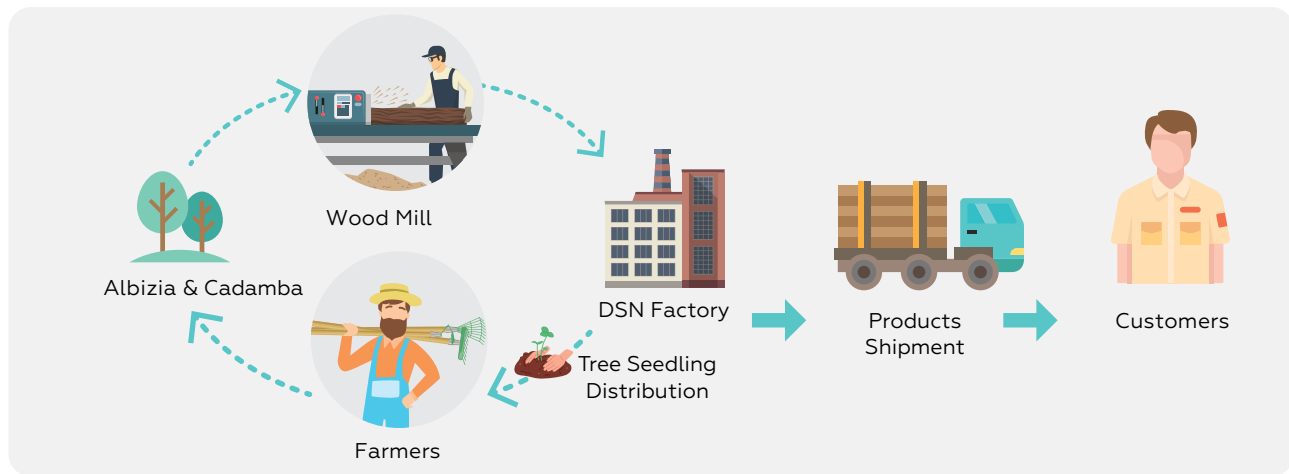 Wood Mill
Albizia & Cadamba
DSN Factory
Products
Shipment
Customers
Tree Seedling
Distribution
Farmers